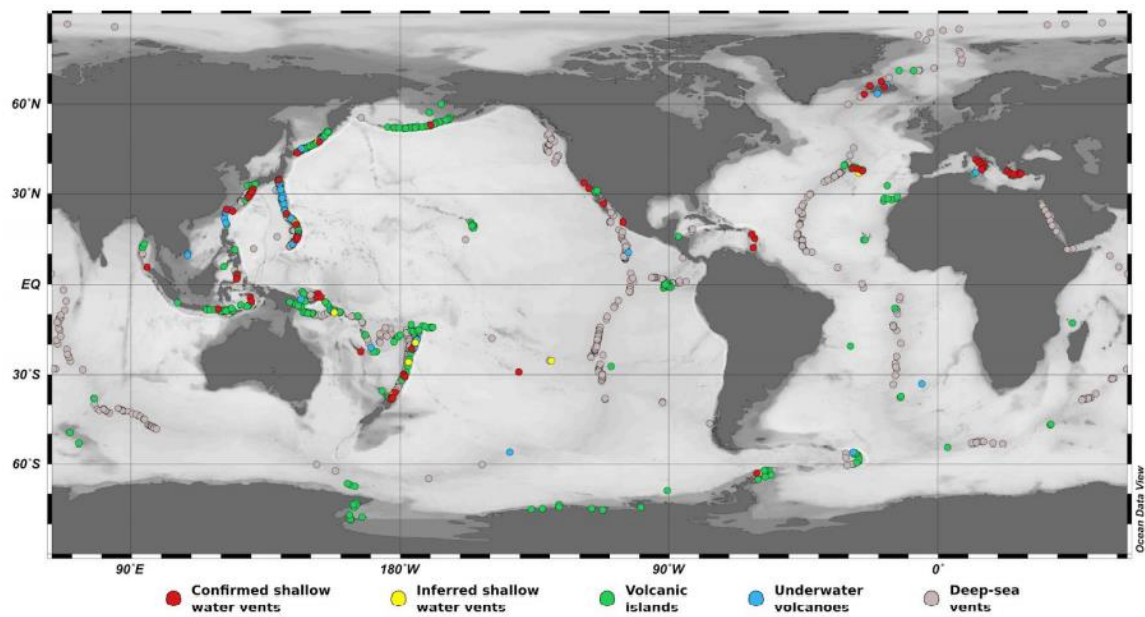 60°N
30°N
EQ
30°S
60°S
90°E
180°W
90°W
0°
Ocean Data View
Confirmed shallow
water vents
Inferred shallow
water vents
Volcanic
islands
Underwater
volcanoes
Deep-sea
vents